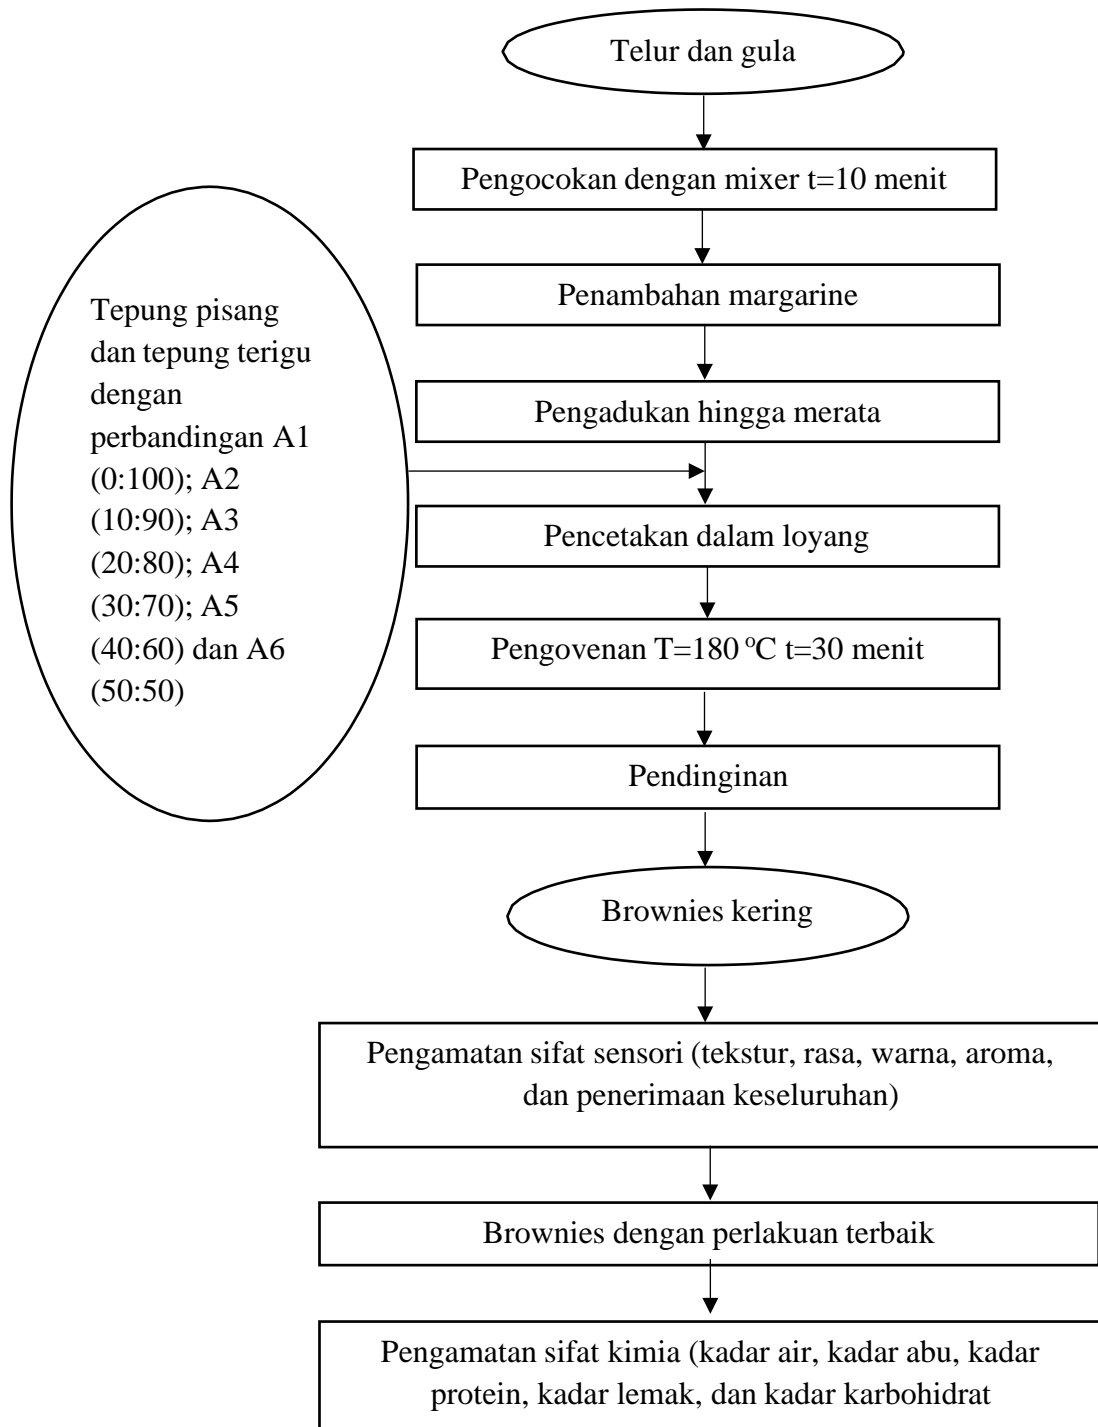 Telur dan gula
Pengocokan dengan mixer t=10 menit
Penambahan margarine
Pengadukan hingga merata
Tepung pisang
dan tepung terigu
dengan
perbandingan A1
(0:100); A2
(10:90); A3
(20:80); A4
(30:70); A5
(40:60) dan A6
(50:50)
Pencetakan dalam loyang
Pengovenan T=180 ºC t=30 menit
Pendinginan
Brownies kering
Pengamatan sifat sensori (tekstur, rasa, warna, aroma,
dan penerimaan keseluruhan)
Brownies dengan perlakuan terbaik
Pengamatan sifat kimia (kadar air, kadar abu, kadar
protein, kadar lemak, dan kadar karbohidrat